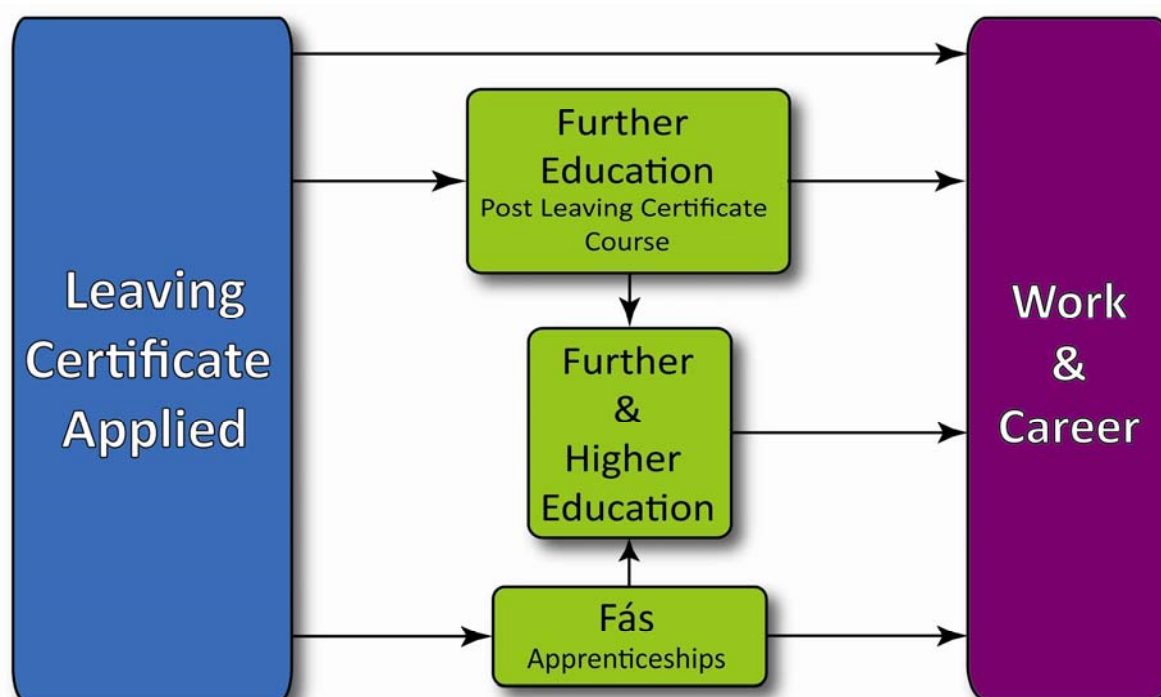 Leaving
Certificate
Applied
Further
Education
Post Leaving Certificate
Course
Further
&
Higher
Education
Fás
Apprenticeships
Work
&
Career